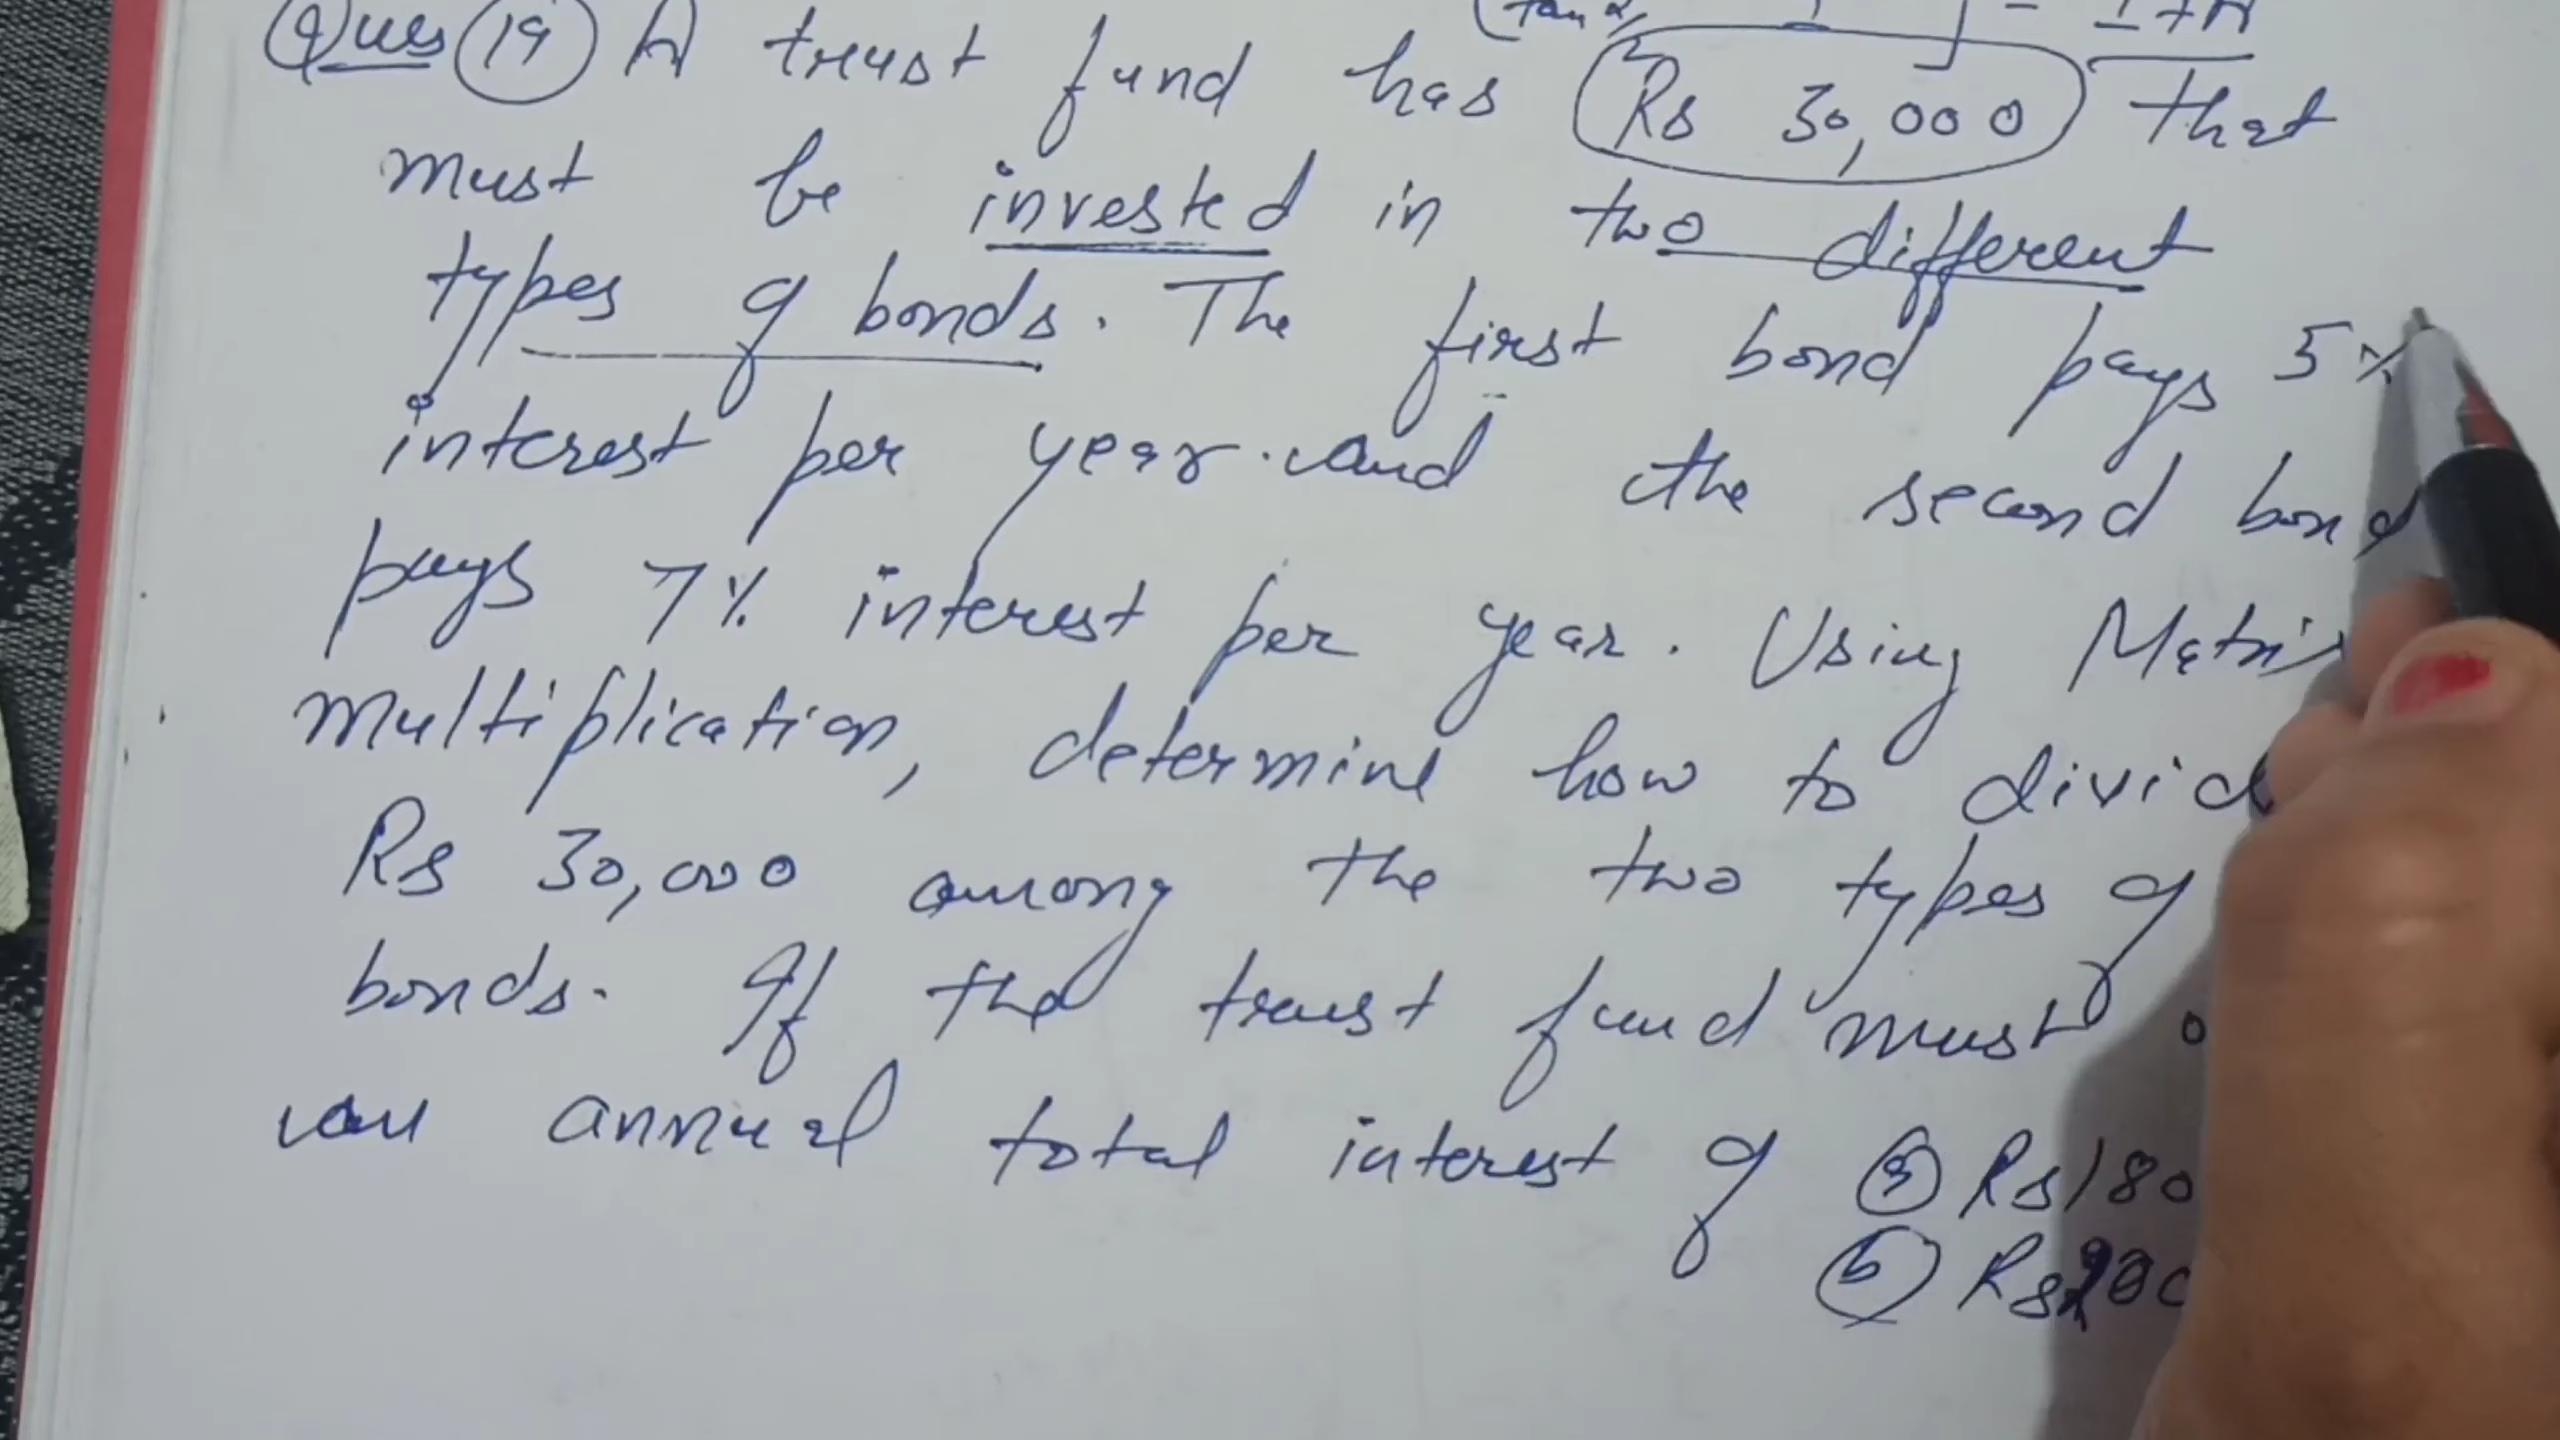 Ques 19 A trust fund has Rs 30,000 that
must be invested in two different
types of bonds. The first bond pays 5%
interest per year. and the second bond
pays 7% interest per year. Using
multiplication, determine how to
Rs 30,000 among the two types of
bonds. If the trust fund must
an annual total interest of (a) Rs
(b) Rs